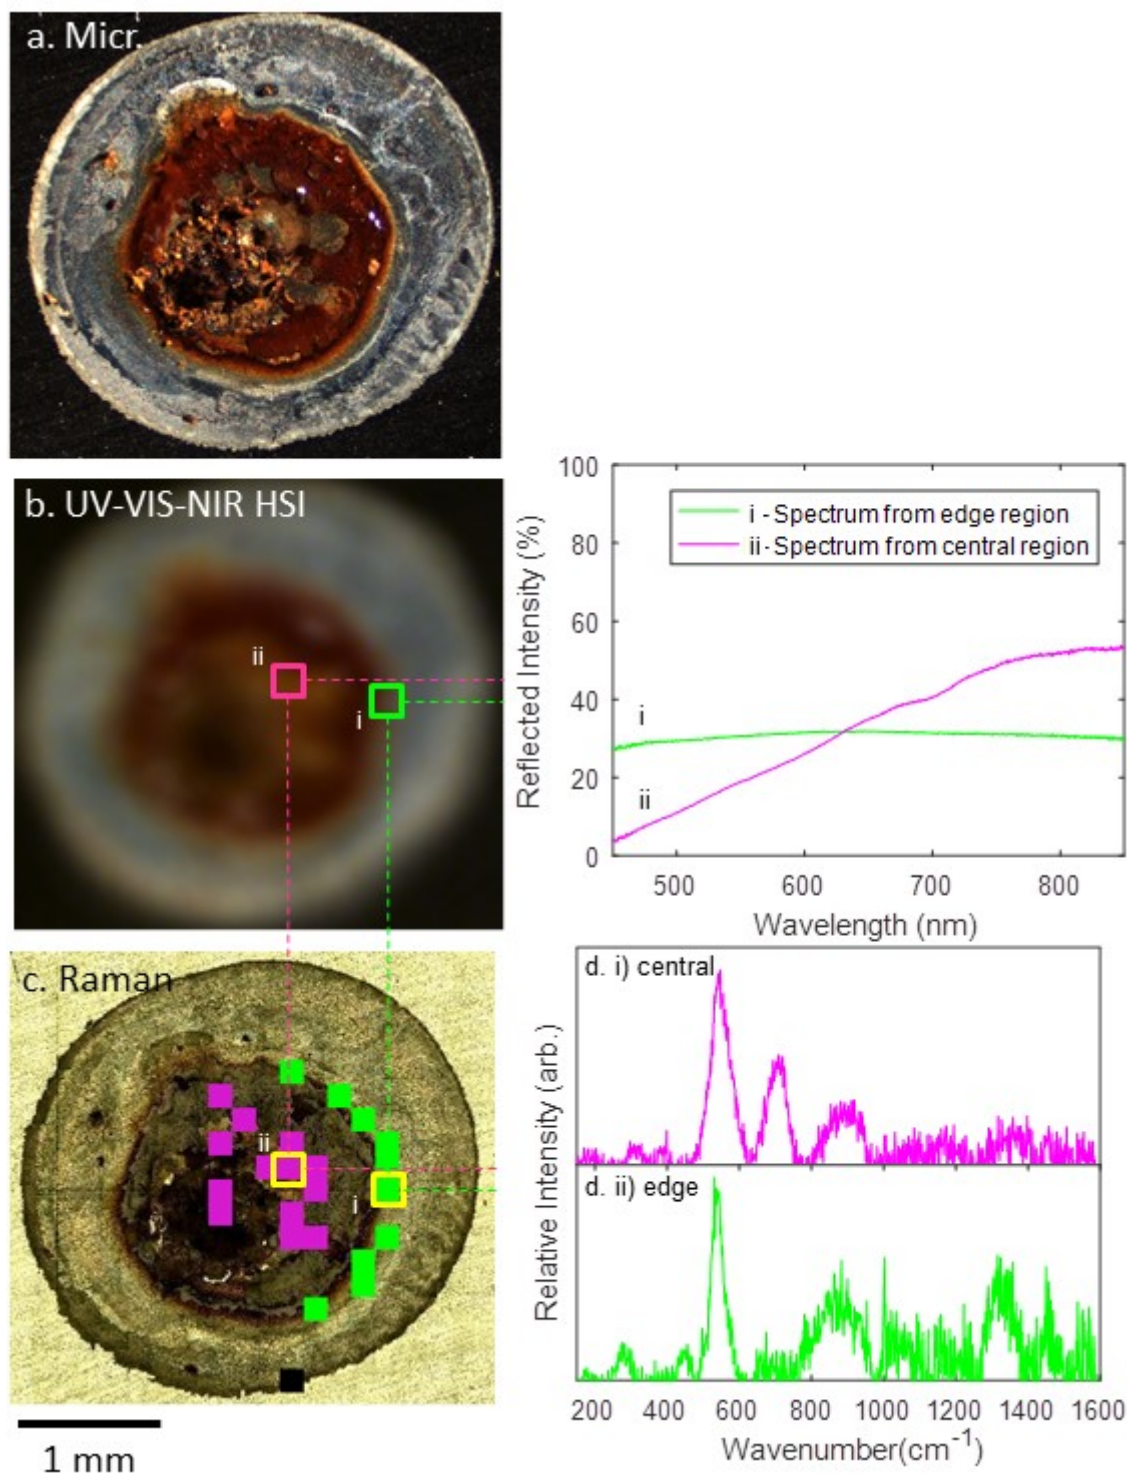 a. Micr.
b. UV-VIS-NIR HSI
ii
i
Reflected Intensity (%)
100
80
60
40
20
0
i - Spectrum from edge region
ii - Spectrum from central region
i
ii
500
600
700
800
Wavelength (nm)
c. Raman
ii
i
1 mm
Relative Intensity (arb.)
d. i) central
d. ii) edge
200
400
600
800
1000
1200
1400
1600
Wavenumber(cm⁻¹)